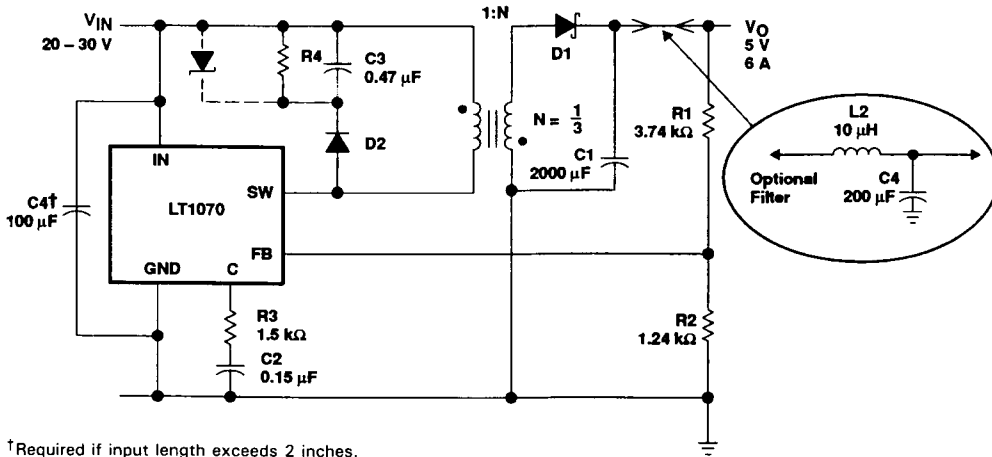 VIN
20 – 30 V
R4
C3
0.47 µF
1:N
D1
VO
5 V
6 A
D2
N = 1/3
C1
2000 µF
R1
3.74 kΩ
L2
10 µH
Optional
Filter
C4
200 µF
IN
SW
LT1070
C4†
100 µF
GND
C
FB
R3
1.5 kΩ
C2
0.15 µF
R2
1.24 kΩ
†Required if input length exceeds 2 inches.